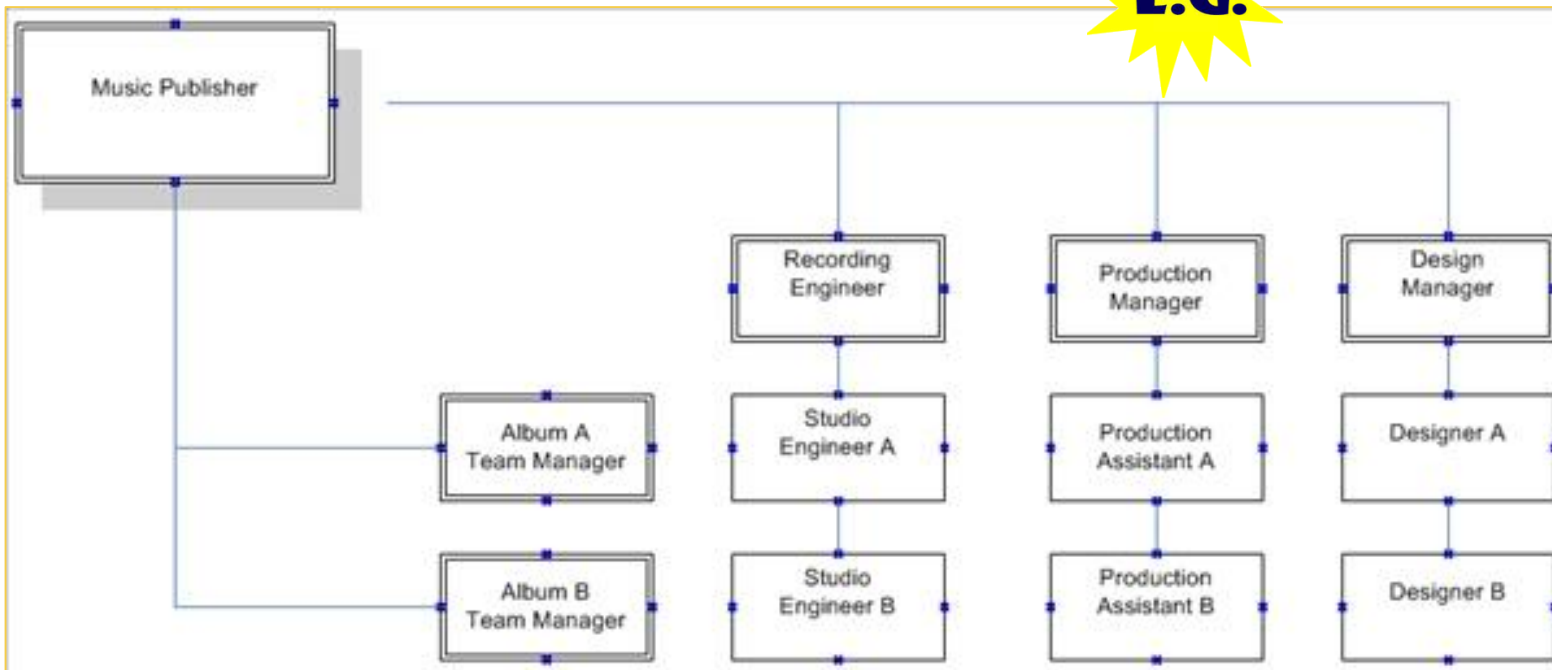 E.G.
Music Publisher
Recording
Engineer
Production
Manager
Design
Manager
Album A
Team Manager
Studio
Engineer A
Production
Assistant A
Designer A
Album B
Team Manager
Studio
Engineer B
Production
Assistant B
Designer B